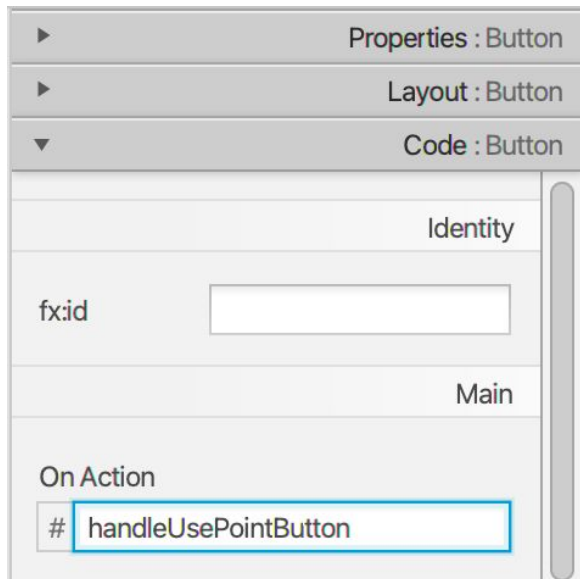 Properties : Button
Layout : Button
Code : Button
Identity
fx:id
Main
On Action
# handleUsePointButton